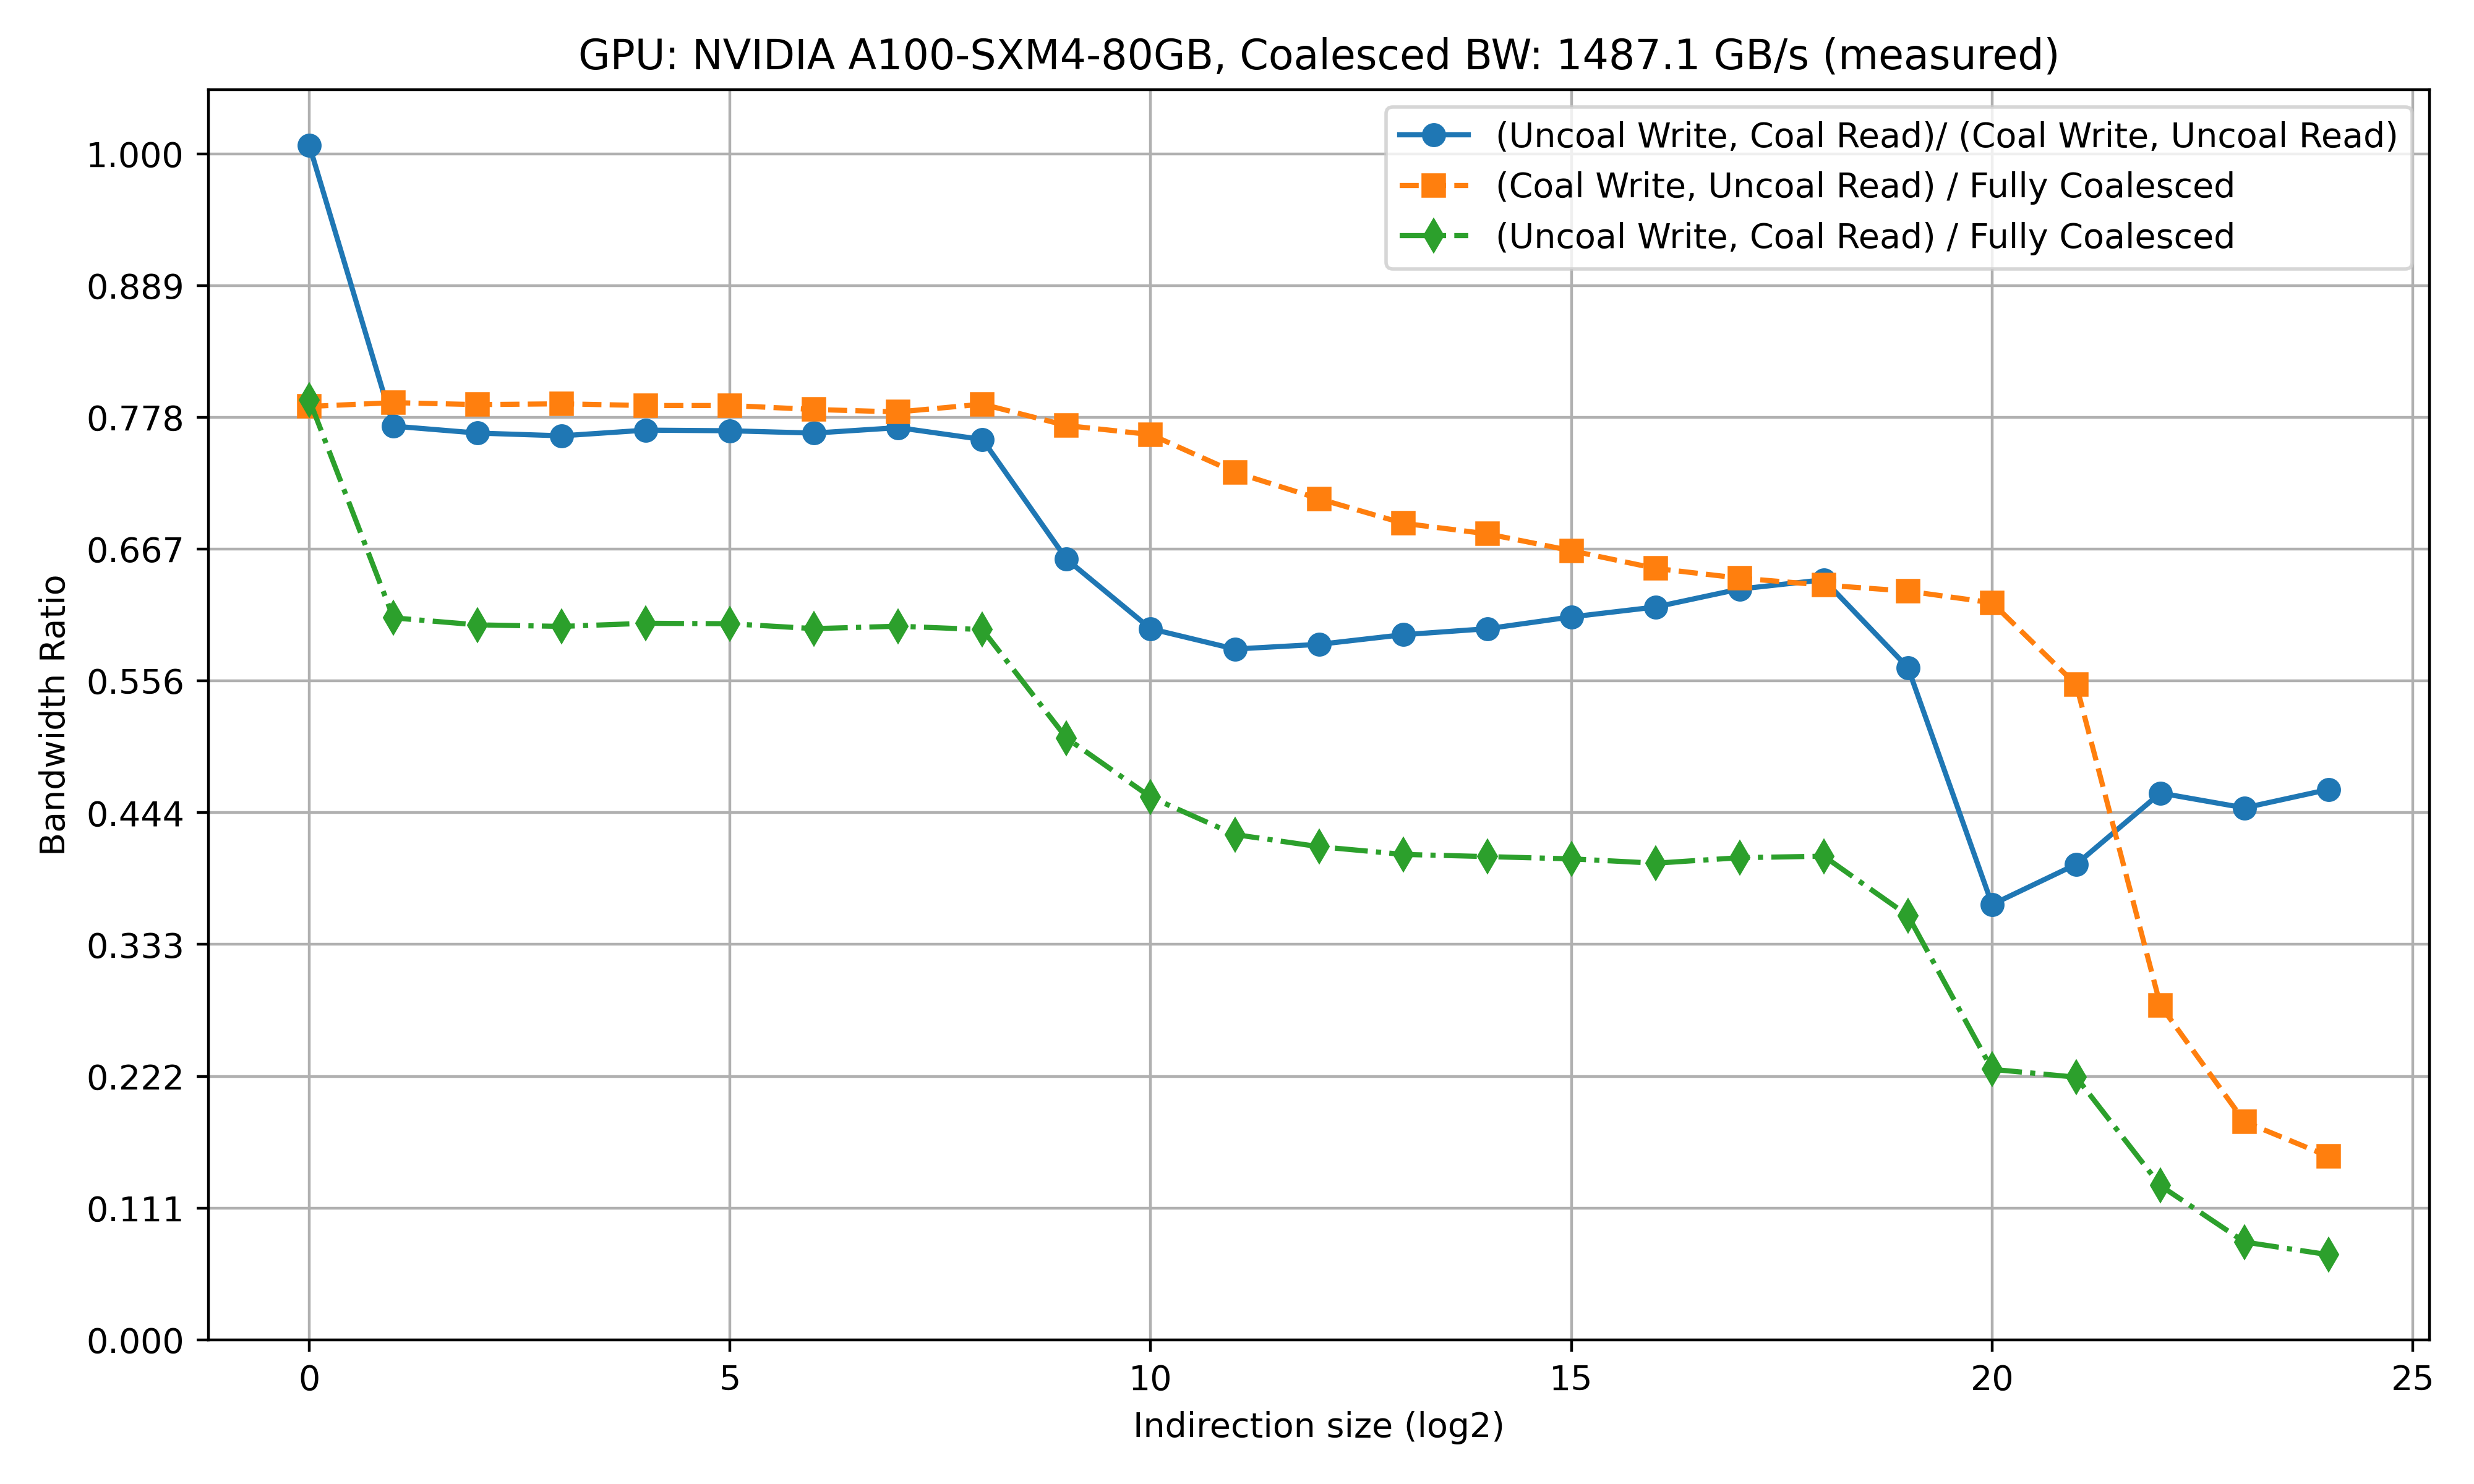 GPU: NVIDIA A100-SXM4-80GB, Coalesced BW: 1487.1 GB/s (measured)
(Uncoal Write, Coal Read)/ (Coal Write, Uncoal Read)
(Coal Write, Uncoal Read) / Fully Coalesced
(Uncoal Write, Coal Read) / Fully Coalesced
Bandwidth Ratio
1.000
0.889
0.778
0.667
0.556
0.444
0.333
0.222
0.111
0.000
0 5 10 15 20 25
Indirection size (log2)